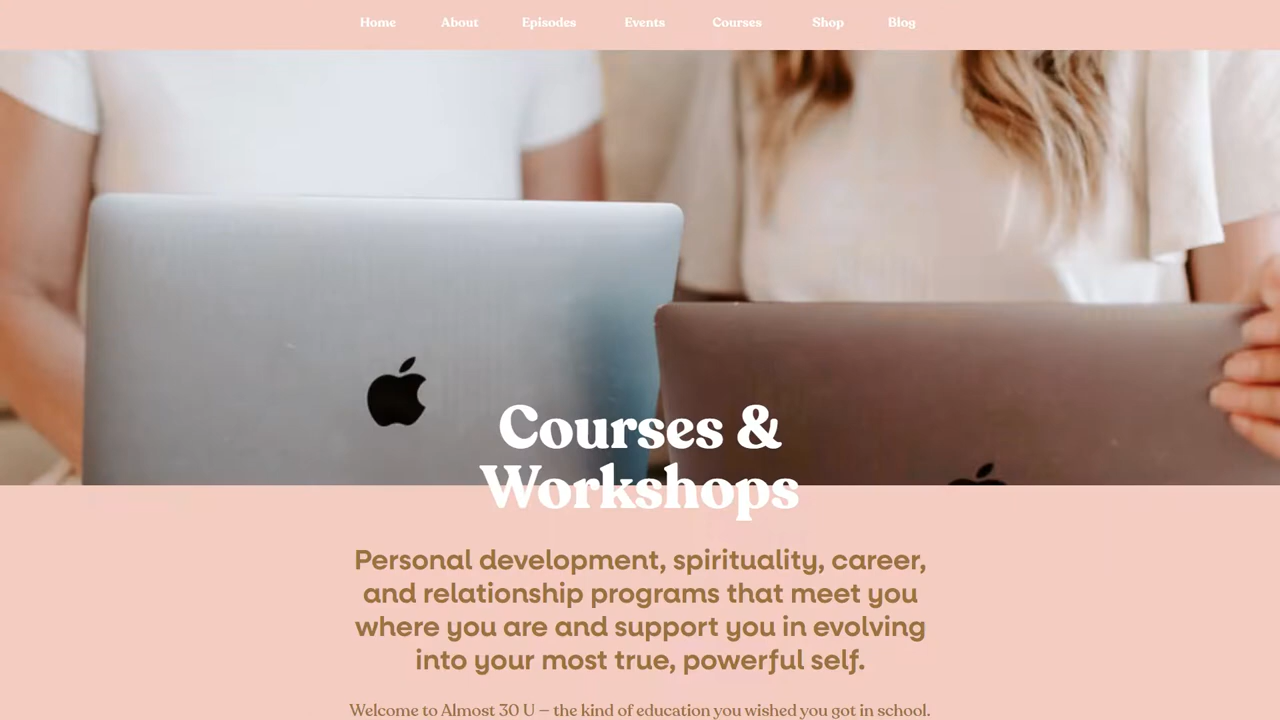 Home About Episodes Events Courses Shop Blog
Courses &
Workshops
Personal development, spirituality, career,
and relationship programs that meet you
where you are and support you in evolving
into your most true, powerful self.
Welcome to Almost 30 U – the kind of education you wished you got in school.